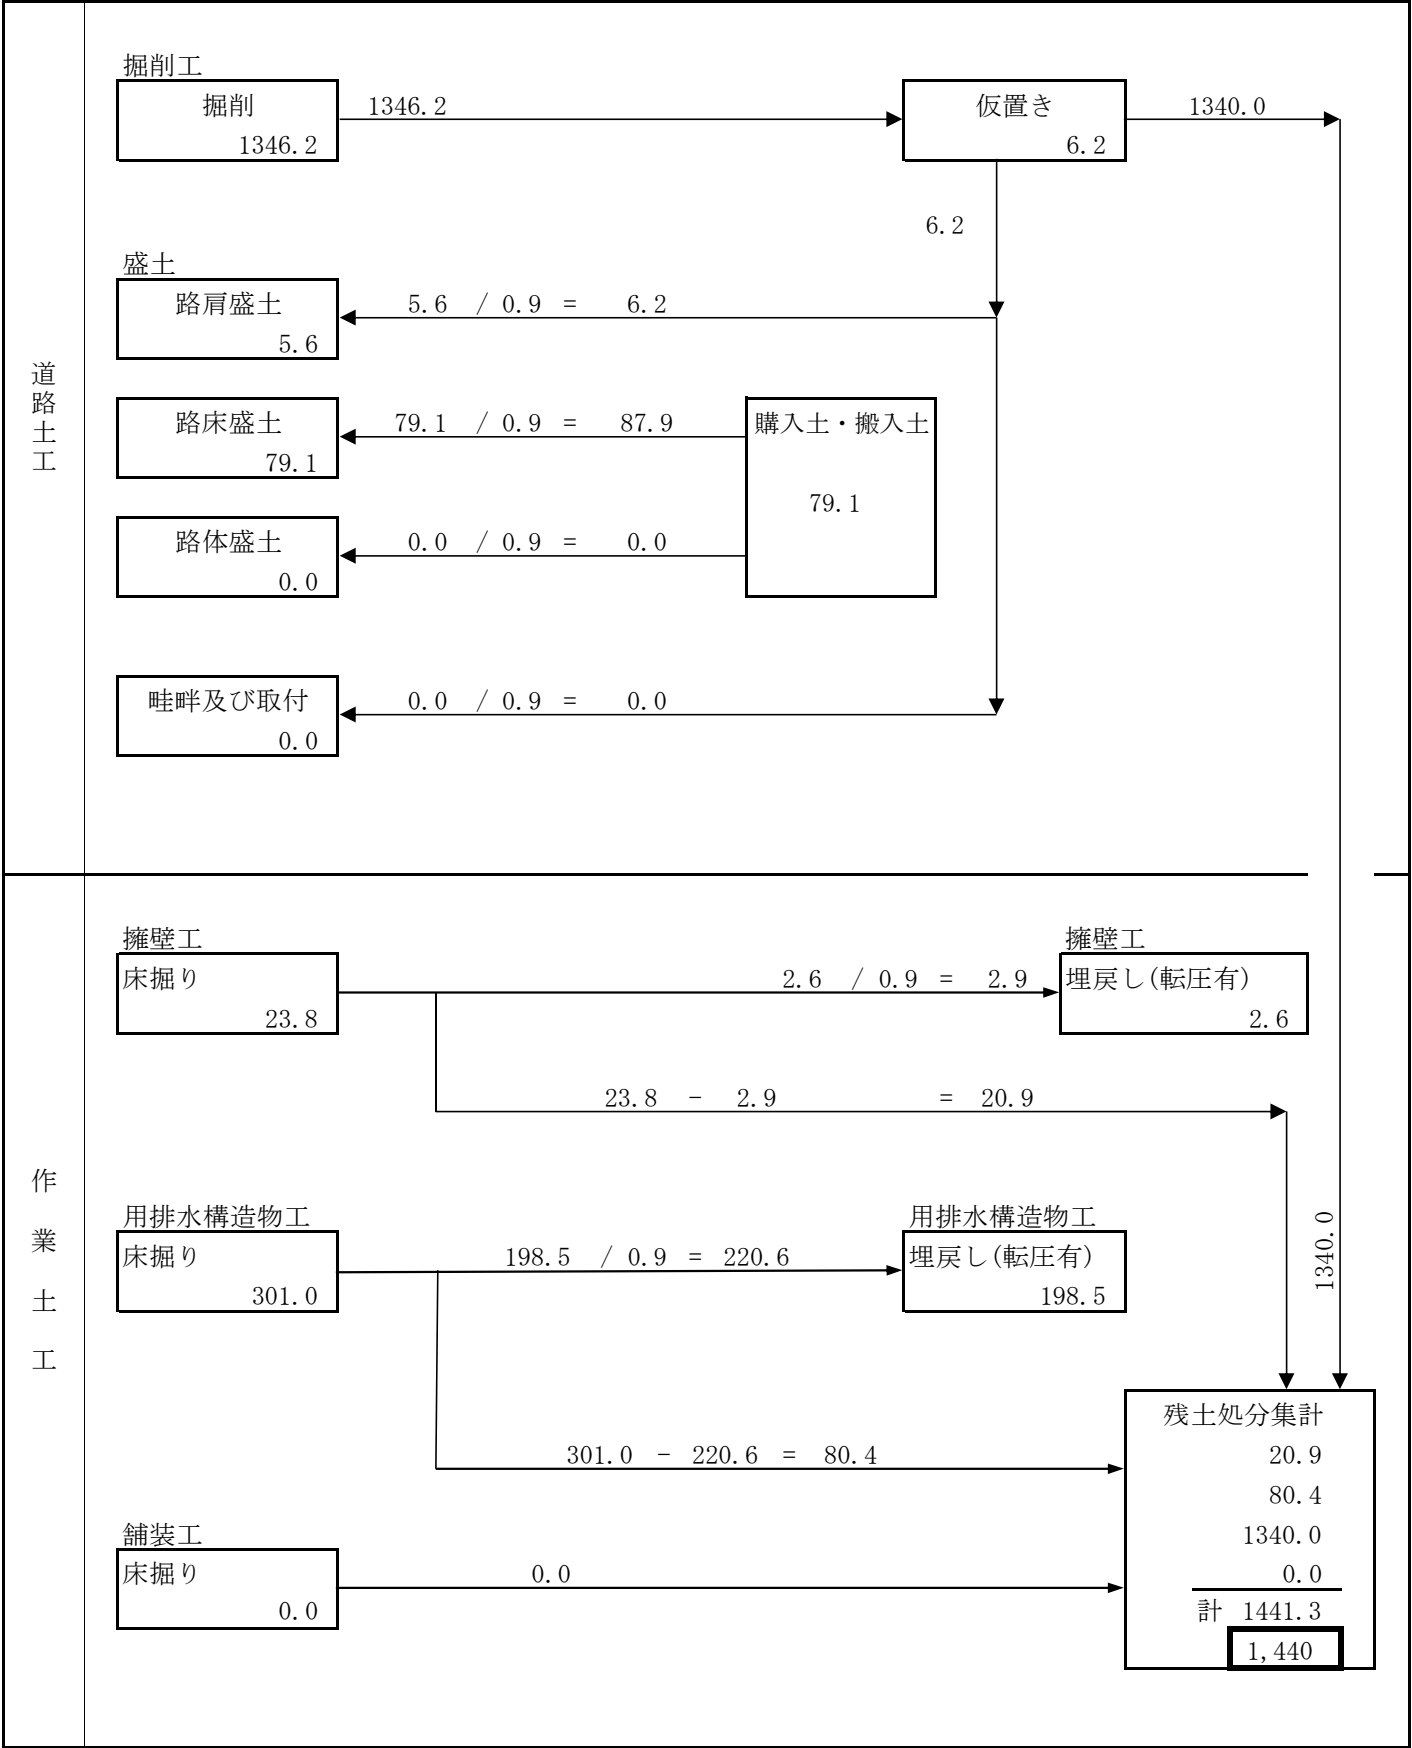 道路土工
掘削工
掘削
1346.2
1346.2
仮置き
6.2
1340.0
6.2
盛土
路肩盛土
5.6
5.6 / 0.9 = 6.2
路床盛土
79.1
79.1 / 0.9 = 87.9
購入土・搬入土
79.1
路体盛土
0.0
0.0 / 0.9 = 0.0
畦畔及び取付
0.0
0.0 / 0.9 = 0.0
作業土工
擁壁工
床掘り
23.8
2.6 / 0.9 = 2.9
擁壁工
埋戻し(転圧有)
2.6
23.8 - 2.9 = 20.9
用排水構造物工
床掘り
301.0
198.5 / 0.9 = 220.6
用排水構造物工
埋戻し(転圧有)
198.5
1340.0
301.0 - 220.6 = 80.4
舗装工
床掘り
0.0
0.0
残土処分集計
20.9
80.4
1340.0
0.0
計 1441.3
1,440